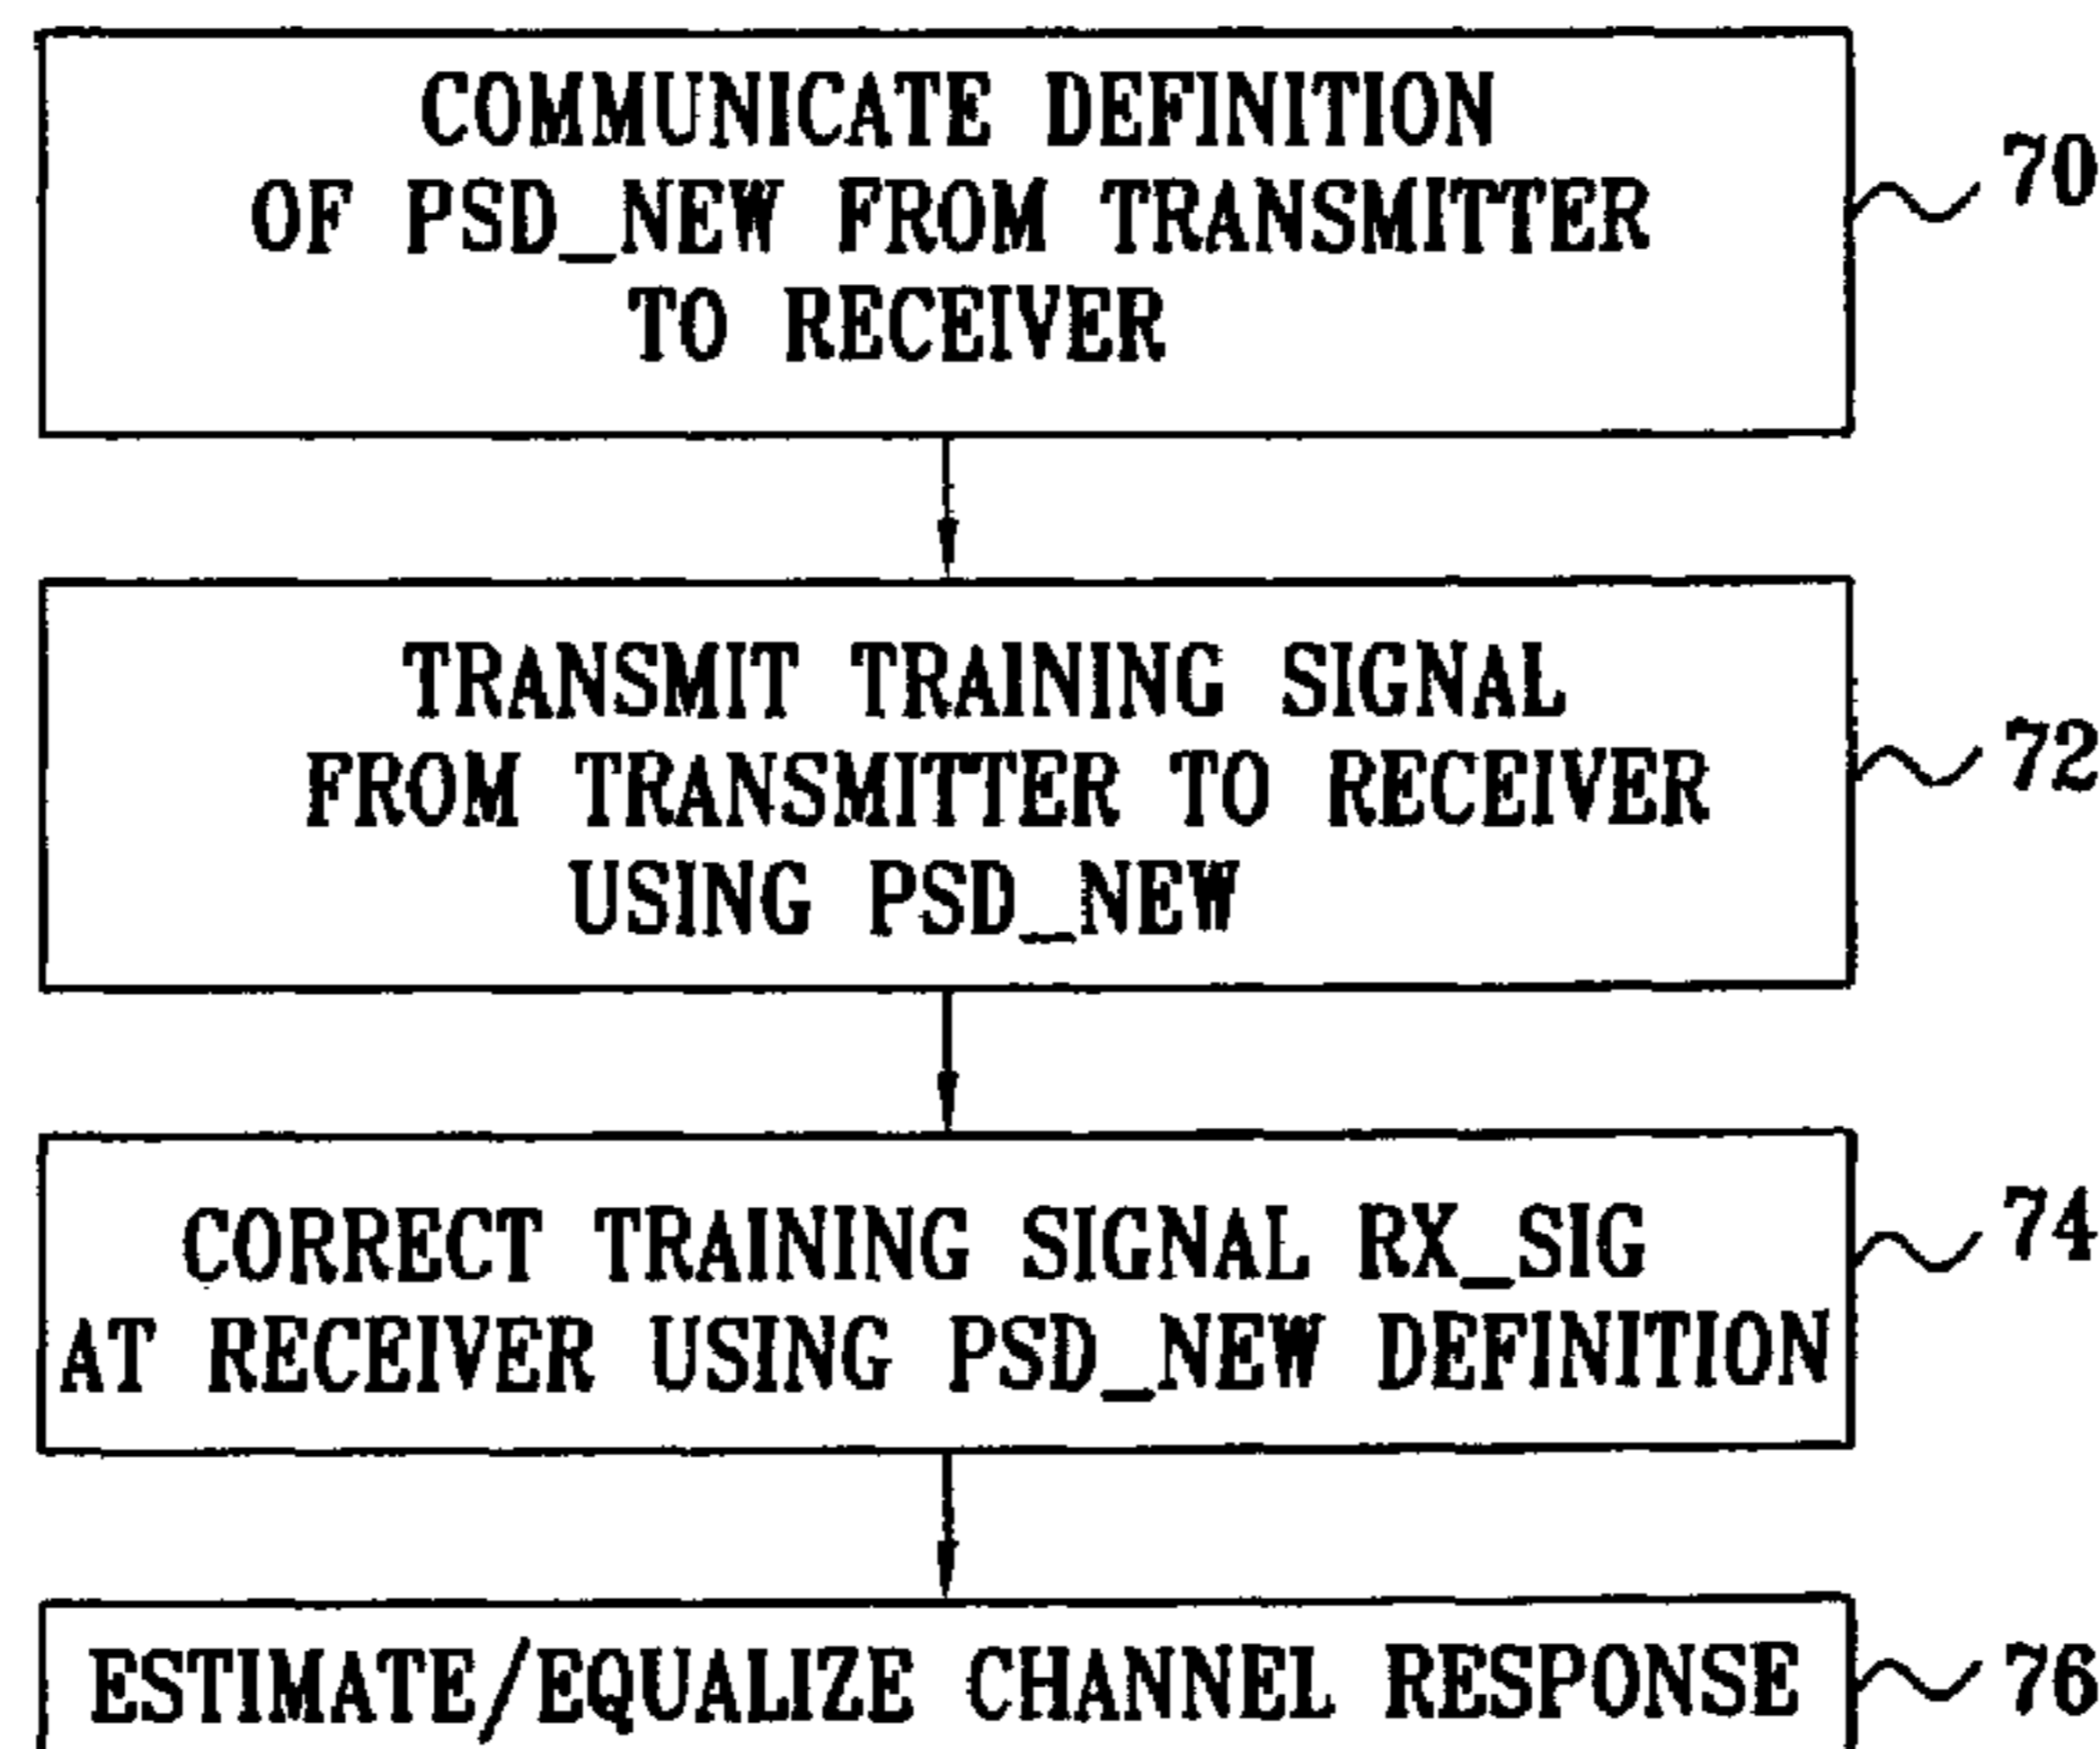 COMMUNICATE DEFINITION
OF PSD_NEW FROM TRANSMITTER
TO RECEIVER
70
TRANSMIT TRAINING SIGNAL
FROM TRANSMITTER TO RECEIVER
USING PSD_NEW
72
CORRECT TRAINING SIGNAL RX_SIG
AT RECEIVER USING PSD_NEW DEFINITION
74
ESTIMATE/EQUALIZE CHANNEL RESPONSE
76